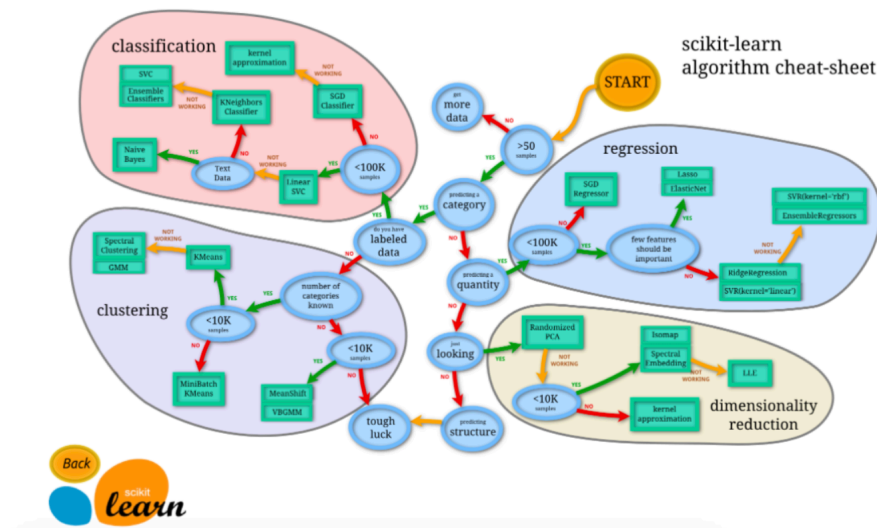 scikit-learn
algorithm cheat-sheet
START
get
more
data
>50
samples
NO
YES
predicting a
category
YES
NO
do you have
labeled
data
YES
NO
predicting a
quantity
YES
NO
just
looking
YES
NO
predicting
structure
tough
luck
classification
kernel
approximation
NOT
WORKING
SGD
Classifier
NO
<100K
samples
YES
Linear
SVC
NOT
WORKING
Text
Data
YES
Naive
Bayes
NO
KNeighbors
Classifier
NOT
WORKING
SVC
Ensemble
Classifiers
regression
<100K
samples
NO
SGD
Regressor
YES
few features
should be
important
YES
Lasso
ElasticNet
NO
RidgeRegression
SVR(kernel='linear')
NOT
WORKING
SVR(kernel='rbf')
EnsembleRegressors
clustering
number of
categories
known
YES
NO
<10K
samples
YES
KMeans
NOT
WORKING
Spectral
Clustering
GMM
NO
MiniBatch
KMeans
<10K
samples
YES
MeanShift
VBGMM
NO
dimensionality
reduction
Randomized
PCA
NOT
WORKING
<10K
samples
YES
Isomap
Spectral
Embedding
NOT
WORKING
LLE
NO
kernel
approximation
Back
scikit
learn